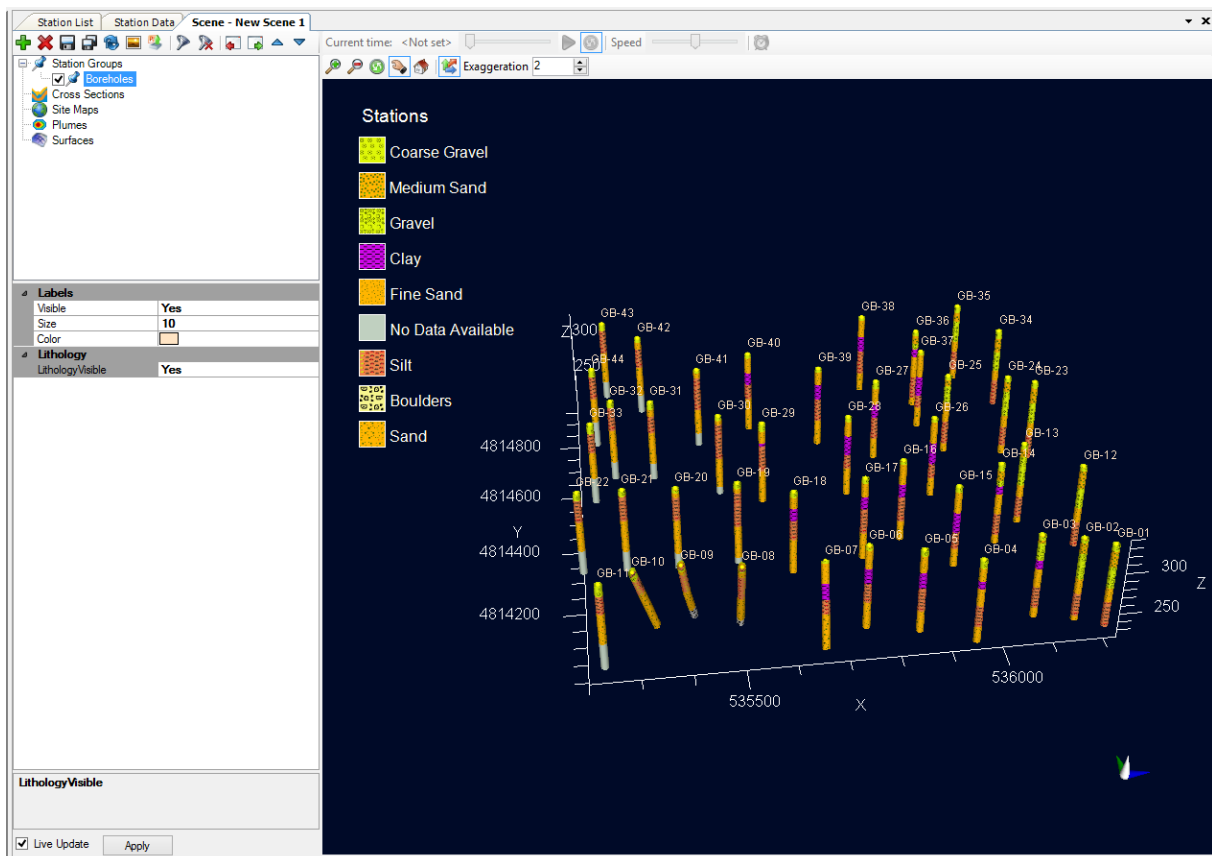 Station List Station Data Scene - New Scene 1
Current time: <Not set> Speed
Station Groups
Boreholes
Cross Sections
Site Maps
Plumes
Surfaces
Exaggeration 2
Labels
Visible Yes
Size 10
Color
Lithology
LithologyVisible Yes
LithologyVisible
Live Update Apply
Stations
Coarse Gravel
Medium Sand
Gravel
Clay
Fine Sand
No Data Available
Silt
Boulders
Sand
GB-35
GB-38
GB-43
GB-36
GB-34
Z 300
GB-42
GB-40
GB-37
GB-44
250
GB-41
GB-39
GB-25
GB-24
GB-27
GB-23
GB-32
GB-31
GB-33
GB-30
GB-29
GB-28
GB-26
GB-13
4814800
GB-16
GB-14
GB-12
GB-22
GB-21
GB-20
GB-19
GB-18
GB-17
GB-15
4814600
Y
GB-03
GB-02
GB-01
GB-06
4814400
GB-11
GB-10
GB-09
GB-08
GB-07
GB-05
GB-04
300
Z
250
4814200
536000
535500
X